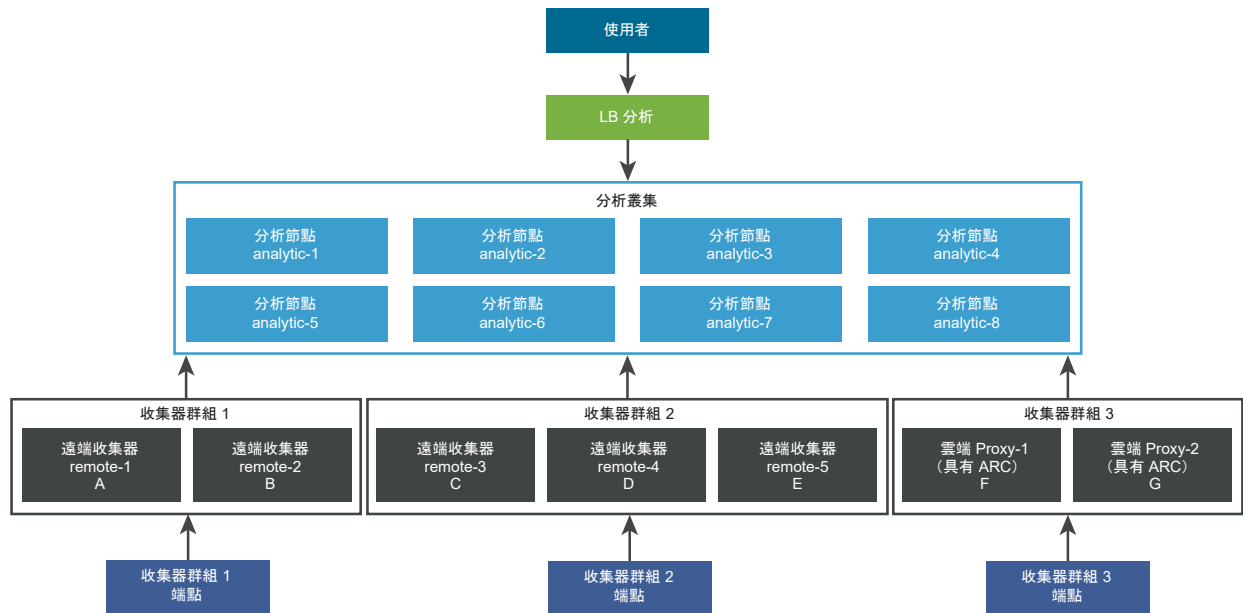 使用者
LB 分析
分析叢集
分析節點
analytic-1
分析節點
analytic-2
分析節點
analytic-3
分析節點
analytic-4
分析節點
analytic-5
分析節點
analytic-6
分析節點
analytic-7
分析節點
analytic-8
收集器群組 1
遠端收集器
remote-1
A
遠端收集器
remote-2
B
收集器群組 2
遠端收集器
remote-3
C
遠端收集器
remote-4
D
遠端收集器
remote-5
E
收集器群組 3
雲端 Proxy-1
(具有 ARC)
F
雲端 Proxy-2
(具有 ARC)
G
收集器群組 1
端點
收集器群組 2
端點
收集器群組 3
端點